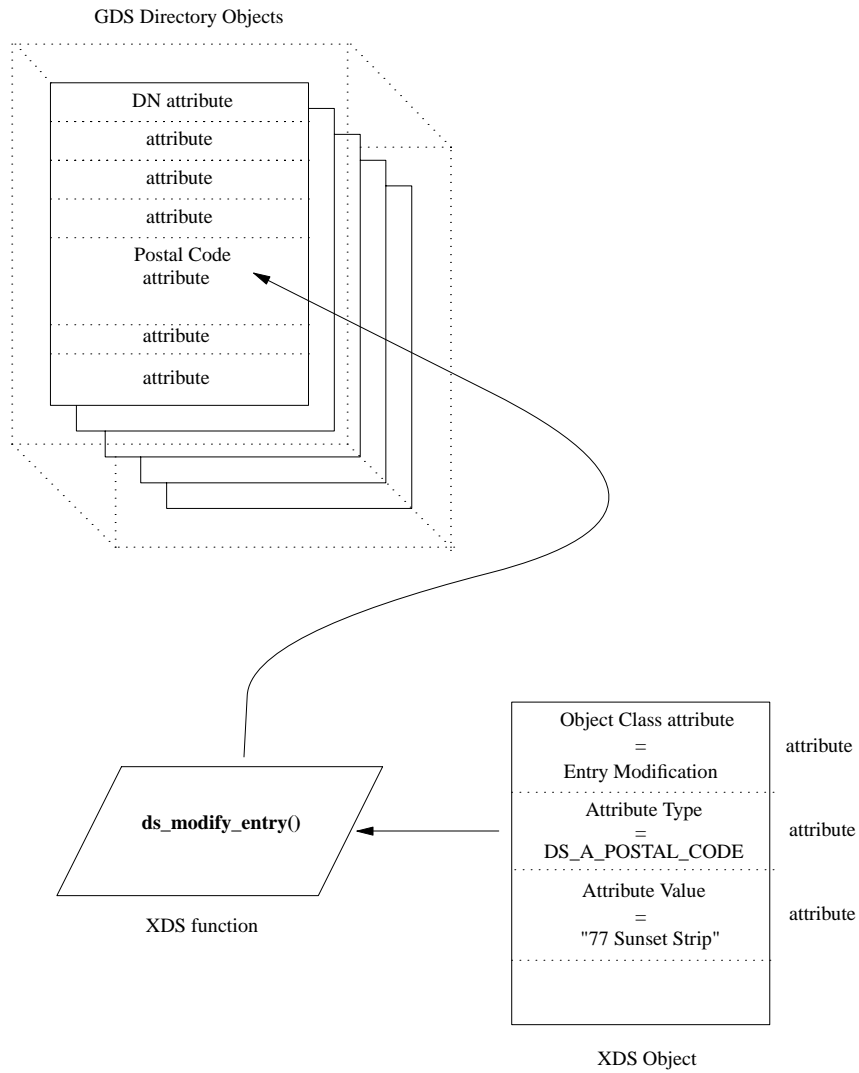 GDS Directory Objects
DN attribute
attribute
attribute
attribute
Postal Code
attribute
attribute
attribute
ds_modify_entry()
XDS function
Object Class attribute
=
Entry Modification
attribute
Attribute Type
=
DS_A_POSTAL_CODE
attribute
Attribute Value
=
"77 Sunset Strip"
attribute
XDS Object